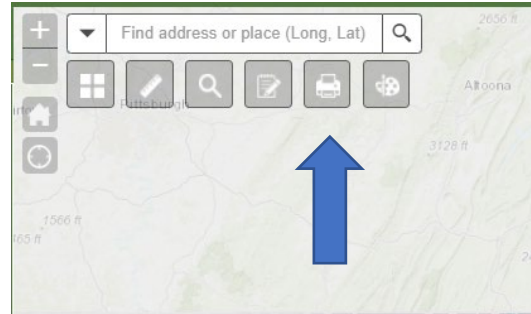 2656 ft
Find address or place (Long, Lat)
Altoona
Pittsburgh
3128 ft
1566 ft
465 ft